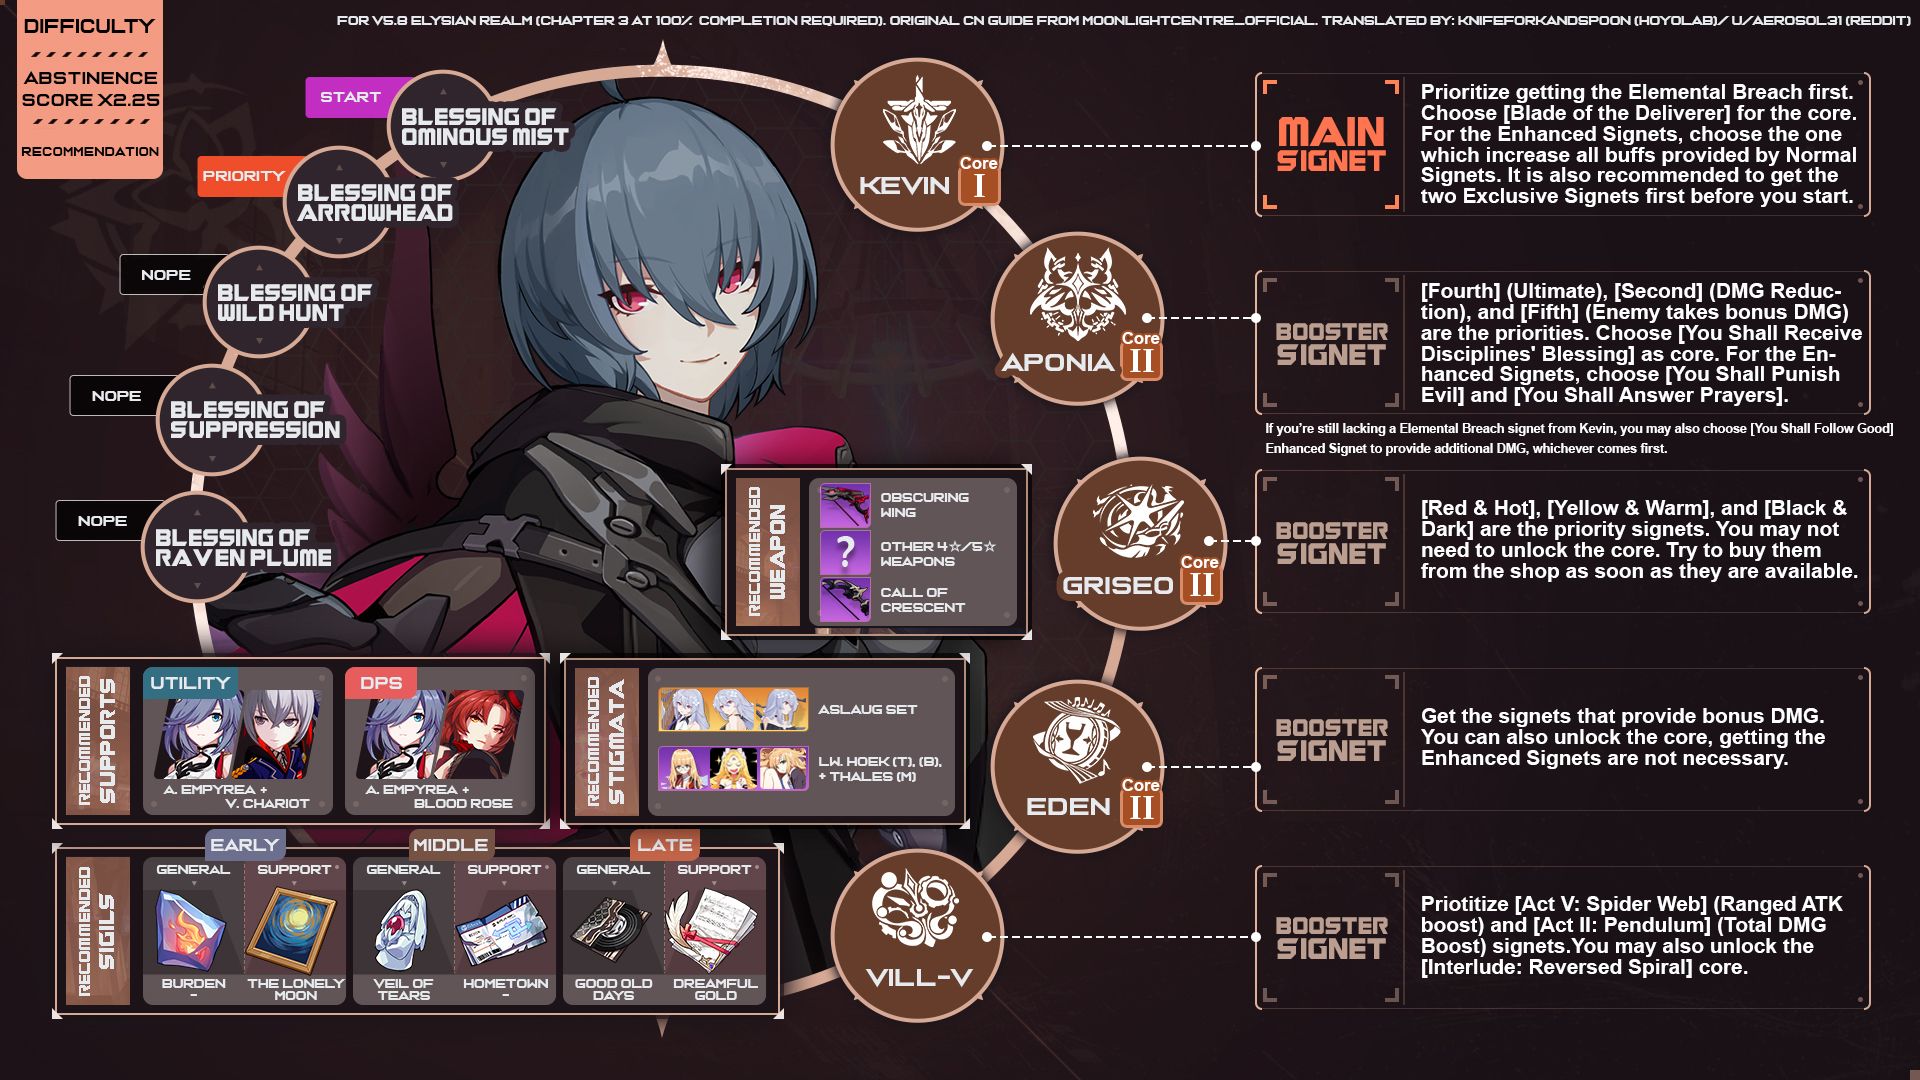 FOR V5.8 ELYSIAN REALM (CHAPTER 3 AT 100% COMPLETION REQUIRED). ORIGINAL CN GUIDE FROM MOONLIGHTCENTRE_OFFICIAL. TRANSLATED BY: KNIFEFORKANDSPOON (HOYOLAB)/ U/AEROSOL31 (REDDIT)
DIFFICULTY
ABSTINENCE
SCORE X2.25
RECOMMENDATION
START
BLESSING OF
OMINOUS MIST
PRIORITY
BLESSING OF
ARROWHEAD
NOPE
BLESSING OF
WILD HUNT
NOPE
BLESSING OF
SUPPRESSION
NOPE
BLESSING OF
RAVEN PLUME
KEVIN
Core
I
MAIN
SIGNET
Prioritize getting the Elemental Breach first.
Choose [Blade of the Deliverer] for the core.
For the Enhanced Signets, choose the one
which increase all buffs provided by Normal
Signets. It is also recommended to get the
two Exclusive Signets first before you start.
APONIA
Core
II
BOOSTER
SIGNET
[Fourth] (Ultimate), [Second] (DMG Reduc-
tion), and [Fifth] (Enemy takes bonus DMG)
are the priorities. Choose [You Shall Receive
Disciplines' Blessing] as core. For the En-
hanced Signets, choose [You Shall Punish
Evil] and [You Shall Answer Prayers].
If you're still lacking a Elemental Breach signet from Kevin, you may also choose [You Shall Follow Good]
Enhanced Signet to provide additional DMG, whichever comes first.
GRISEO
Core
II
BOOSTER
SIGNET
[Red & Hot], [Yellow & Warm], and [Black &
Dark] are the priority signets. You may not
need to unlock the core. Try to buy them
from the shop as soon as they are available.
EDEN
Core
II
BOOSTER
SIGNET
Get the signets that provide bonus DMG.
You can also unlock the core, getting the
Enhanced Signets are not necessary.
VILL-V
BOOSTER
SIGNET
Priotitize [Act V: Spider Web] (Ranged ATK
boost) and [Act II: Pendulum] (Total DMG
Boost) signets.You may also unlock the
[Interlude: Reversed Spiral] core.
RECOMMENDED
WEAPON
OBSCURING
WING
?
OTHER 4☆/5☆
WEAPONS
CALL OF
CRESCENT
RECOMMENDED
SUPPORTS
UTILITY
A. EMPYREA +
V. CHARIOT
DPS
A. EMPYREA +
BLOOD ROSE
RECOMMENDED
STIGMATA
ASLAUG SET
L.W. HOEK (T), (B),
+ THALES (M)
RECOMMENDED
SIGILS
EARLY
GENERAL
BURDEN
-
SUPPORT
THE LONELY
MOON
MIDDLE
GENERAL
VEIL OF
TEARS
SUPPORT
HOMETOWN
-
LATE
GENERAL
GOOD OLD
DAYS
SUPPORT
DREAMFUL
GOLD